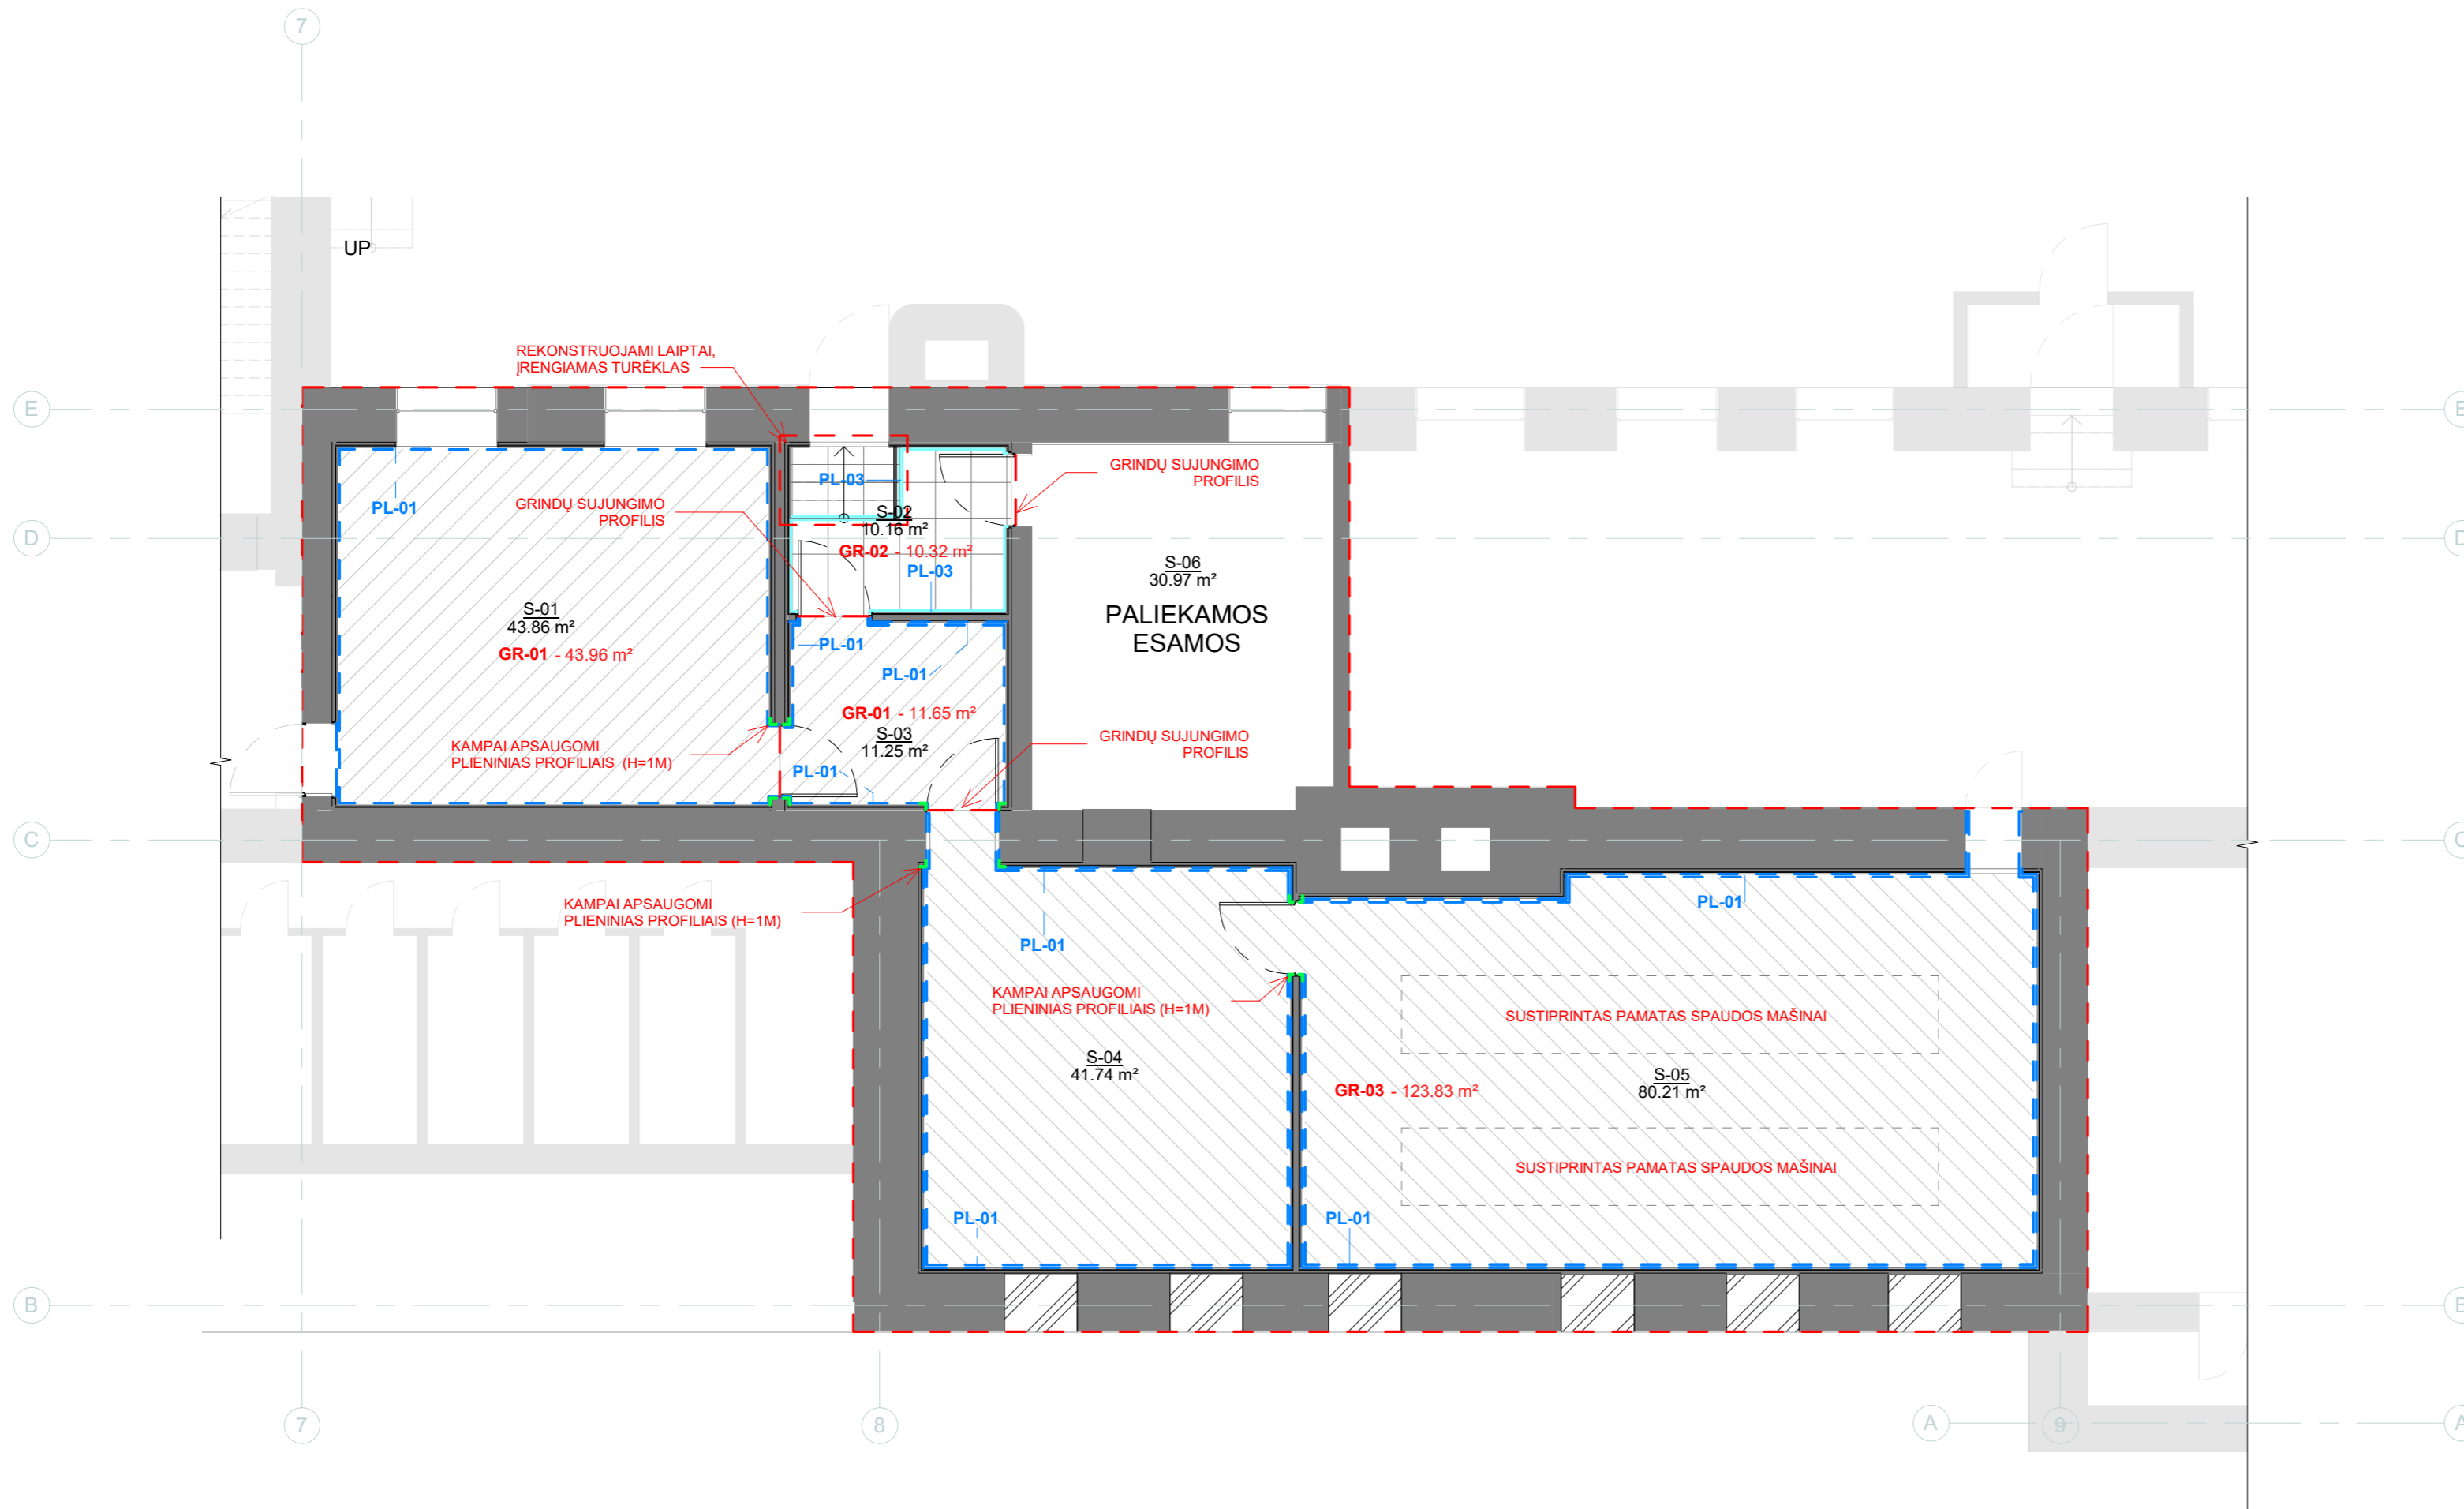 7
UP
REKONSTRUOJAMI LAIPTAI,
ĮRENGIAMAS TURĖKLAS
E
E
GRINDŲ SUJUNGIMO
PROFILIS
PL-03
PL-01
GRINDŲ SUJUNGIMO
PROFILIS
S-02
10.16 m²
D
D
GR-02 - 10.32 m²
PL-03
S-06
30.97 m²
PALIEKAMOS
ESAMOS
S-01
43.86 m²
GR-01 - 43.96 m²
PL-01
PL-01
GR-01 - 11.65 m²
S-03
11.25 m²
GRINDŲ SUJUNGIMO
PROFILIS
KAMPAI APSAUGOMI
PLIENINIAS PROFILIAIS (H=1M)
PL-01
C
C
KAMPAI APSAUGOMI
PLIENINIAS PROFILIAIS (H=1M)
PL-01
PL-01
KAMPAI APSAUGOMI
PLIENINIAS PROFILIAIS (H=1M)
SUSTIPRINTAS PAMATAS SPAUDOS MAŠINAI
S-04
41.74 m²
S-05
80.21 m²
GR-03 - 123.83 m²
SUSTIPRINTAS PAMATAS SPAUDOS MAŠINAI
PL-01
PL-01
B
B
7
8
A
9
A